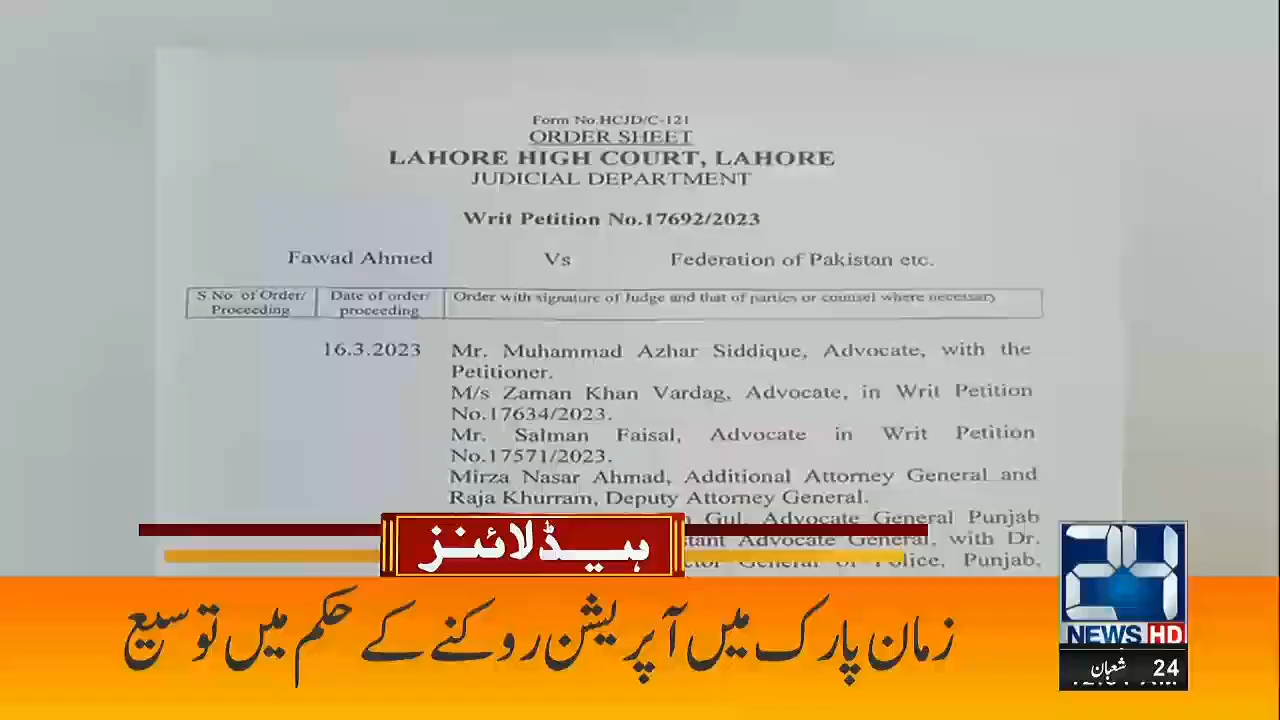 Form No.HCJD/C-121
ORDER SHEET
LAHORE HIGH COURT, LAHORE
JUDICIAL DEPARTMENT
Writ Petition No.17692/2023
Fawad Ahmed Vs Federation of Pakistan etc.
S.No. of Order/ Proceeding
Date of order/ proceeding
Order with signature of Judge and that of parties or counsel where necessary
16.3.2023 Mr. Muhammad Azhar Siddique, Advocate, with the
Petitioner.
M/s Zaman Khan Vardag, Advocate, in Writ Petition
No.17634/2023.
Mr. Salman Faisal, Advocate in Writ Petition
No.17571/2023.
Mirza Nasar Ahmad, Additional Attorney General and
Raja Khurram, Deputy Attorney General.
Gul, Advocate General Punjab
Advocate General, with Dr.
General of Police, Punjab,
ہیڈلائنز
زمان پارک میں آپریشن روکنے کے حکم میں توسیع
24
NEWS HD
24 شعبان